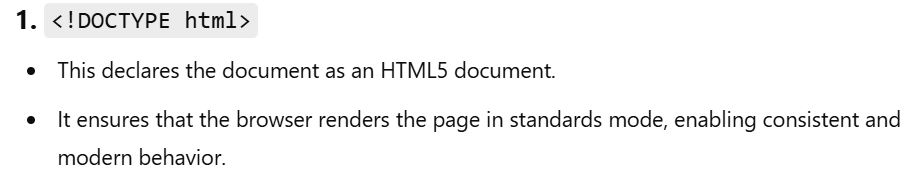 1. <!DOCTYPE html>
• This declares the document as an HTML5 document.
• It ensures that the browser renders the page in standards mode, enabling consistent and
modern behavior.